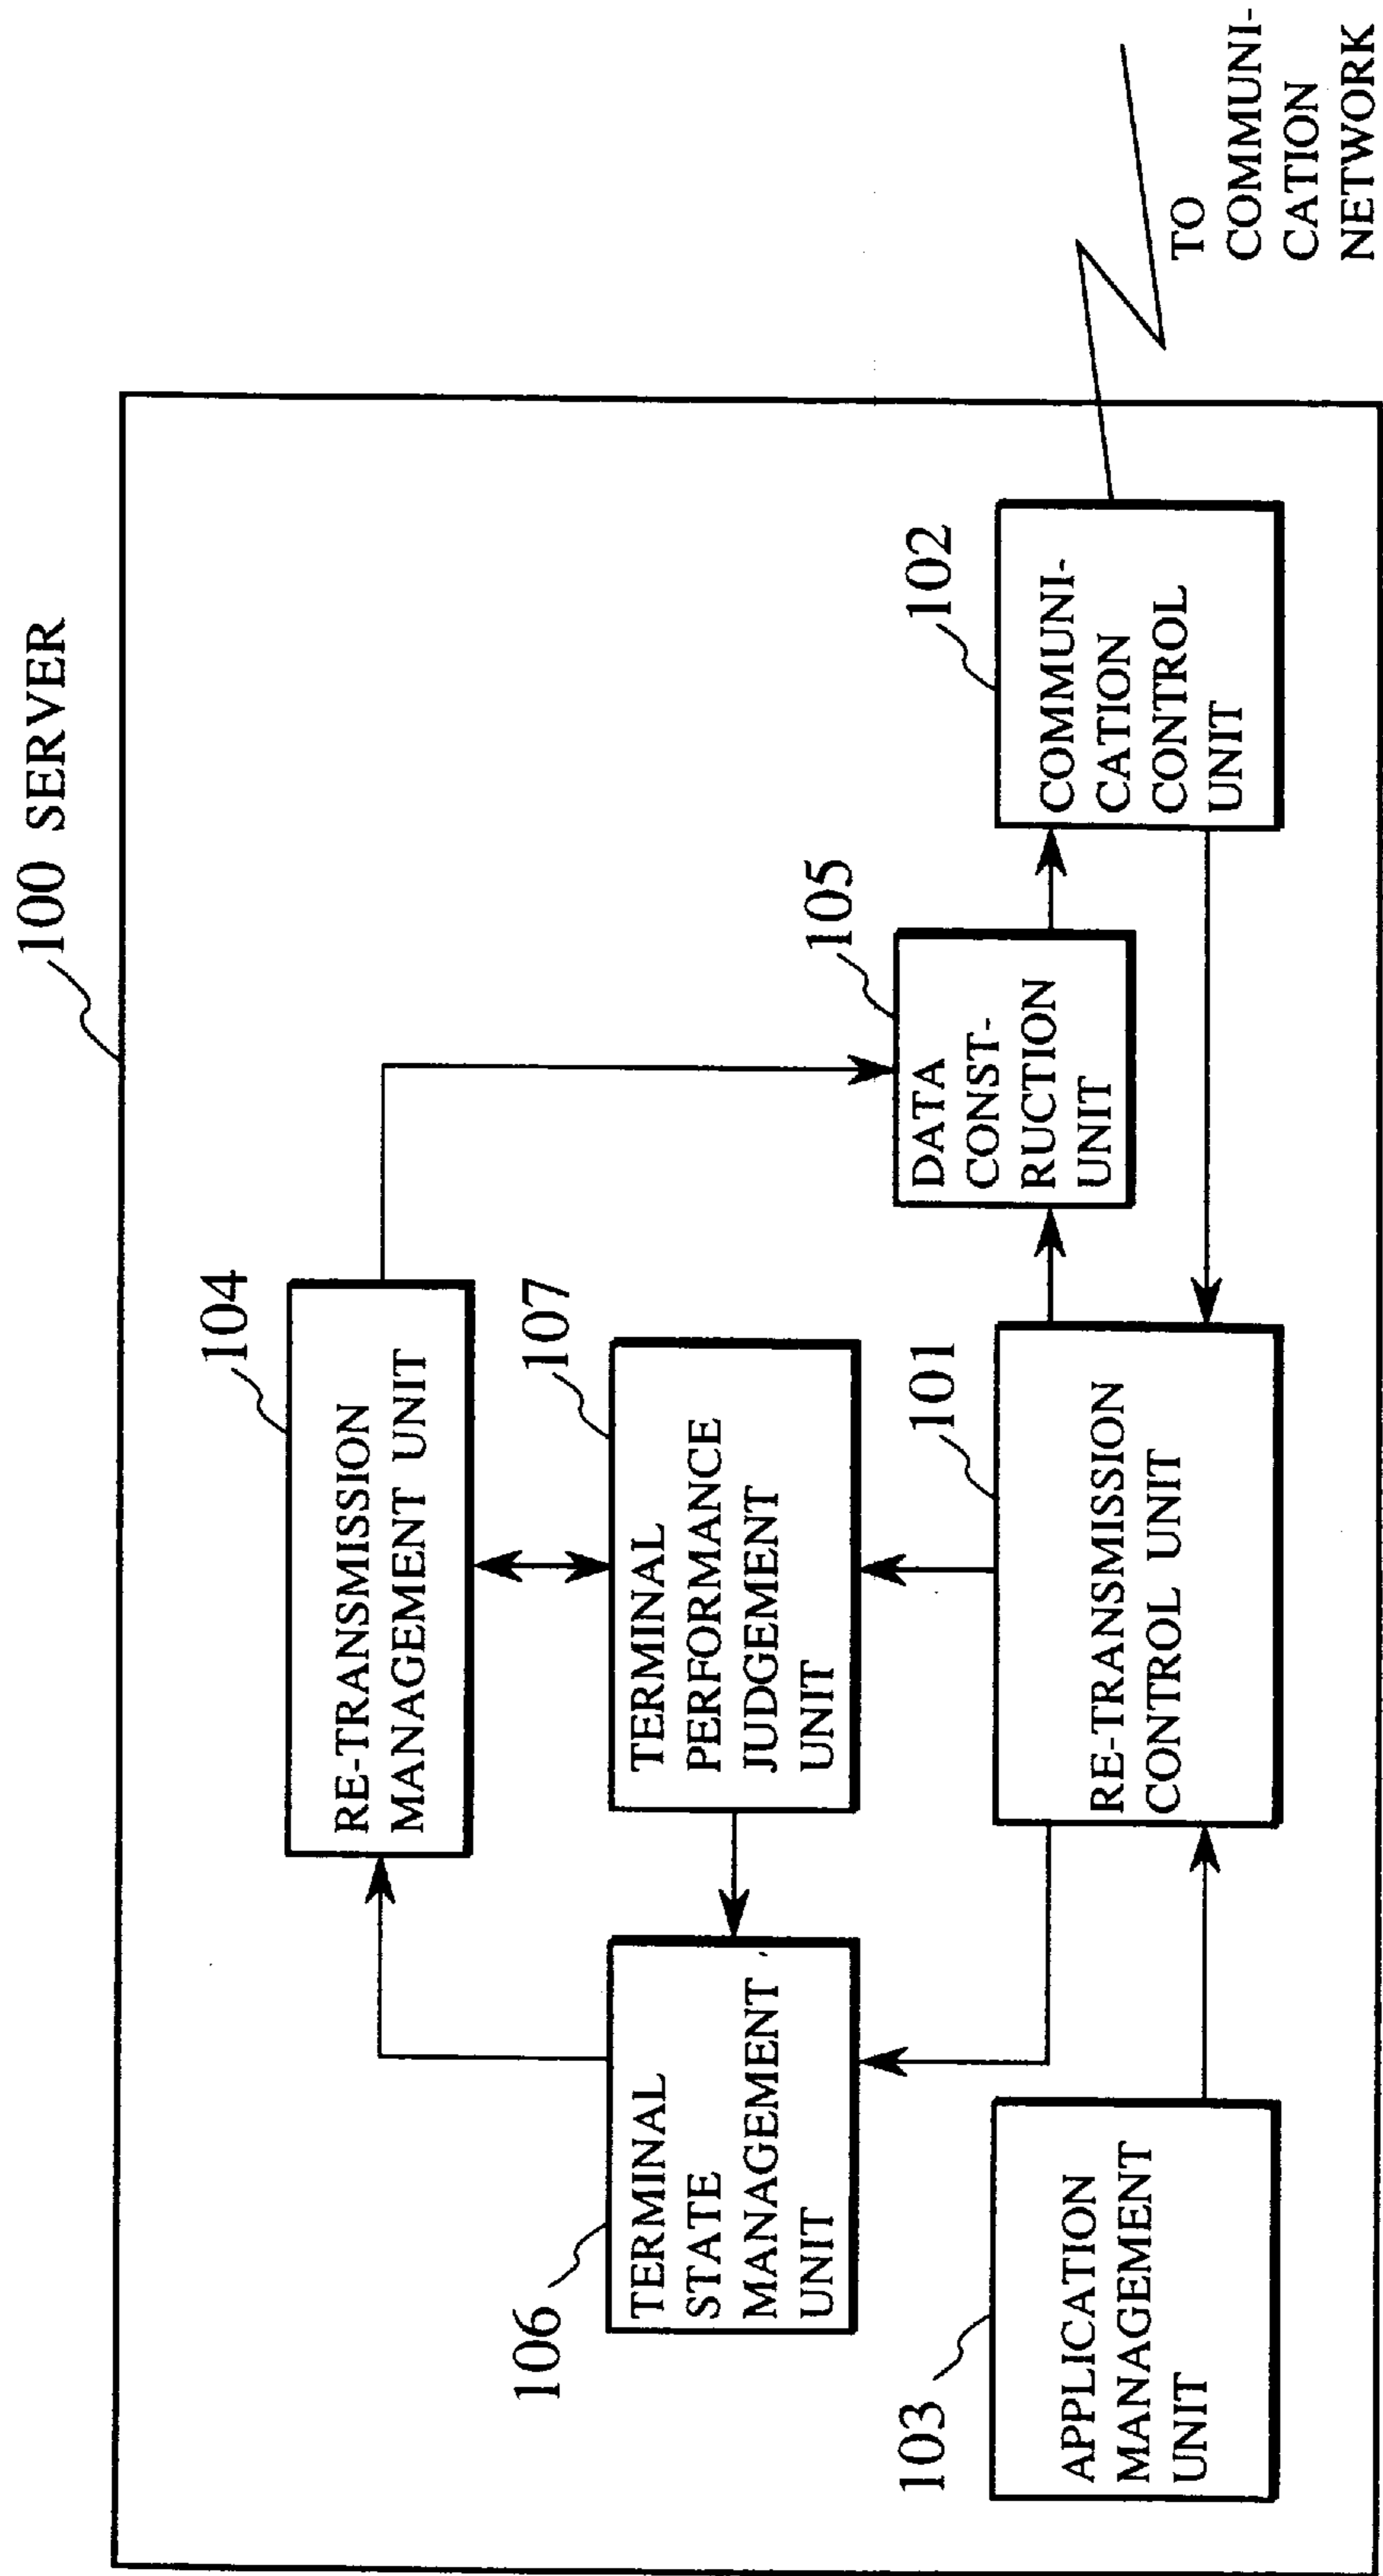 100 SERVER
104
RE-TRANSMISSION
MANAGEMENT UNIT
106
TERMINAL
STATE
MANAGEMENT
UNIT
107
TERMINAL
PERFORMANCE
JUDGEMENT
UNIT
105
DATA
CONST-
RUCTION
UNIT
103
APPLICATION
MANAGEMENT
UNIT
101
RE-TRANSMISSION
CONTROL UNIT
102
COMMUNI-
CATION
CONTROL
UNIT
TO
COMMUNI-
CATION
NETWORK